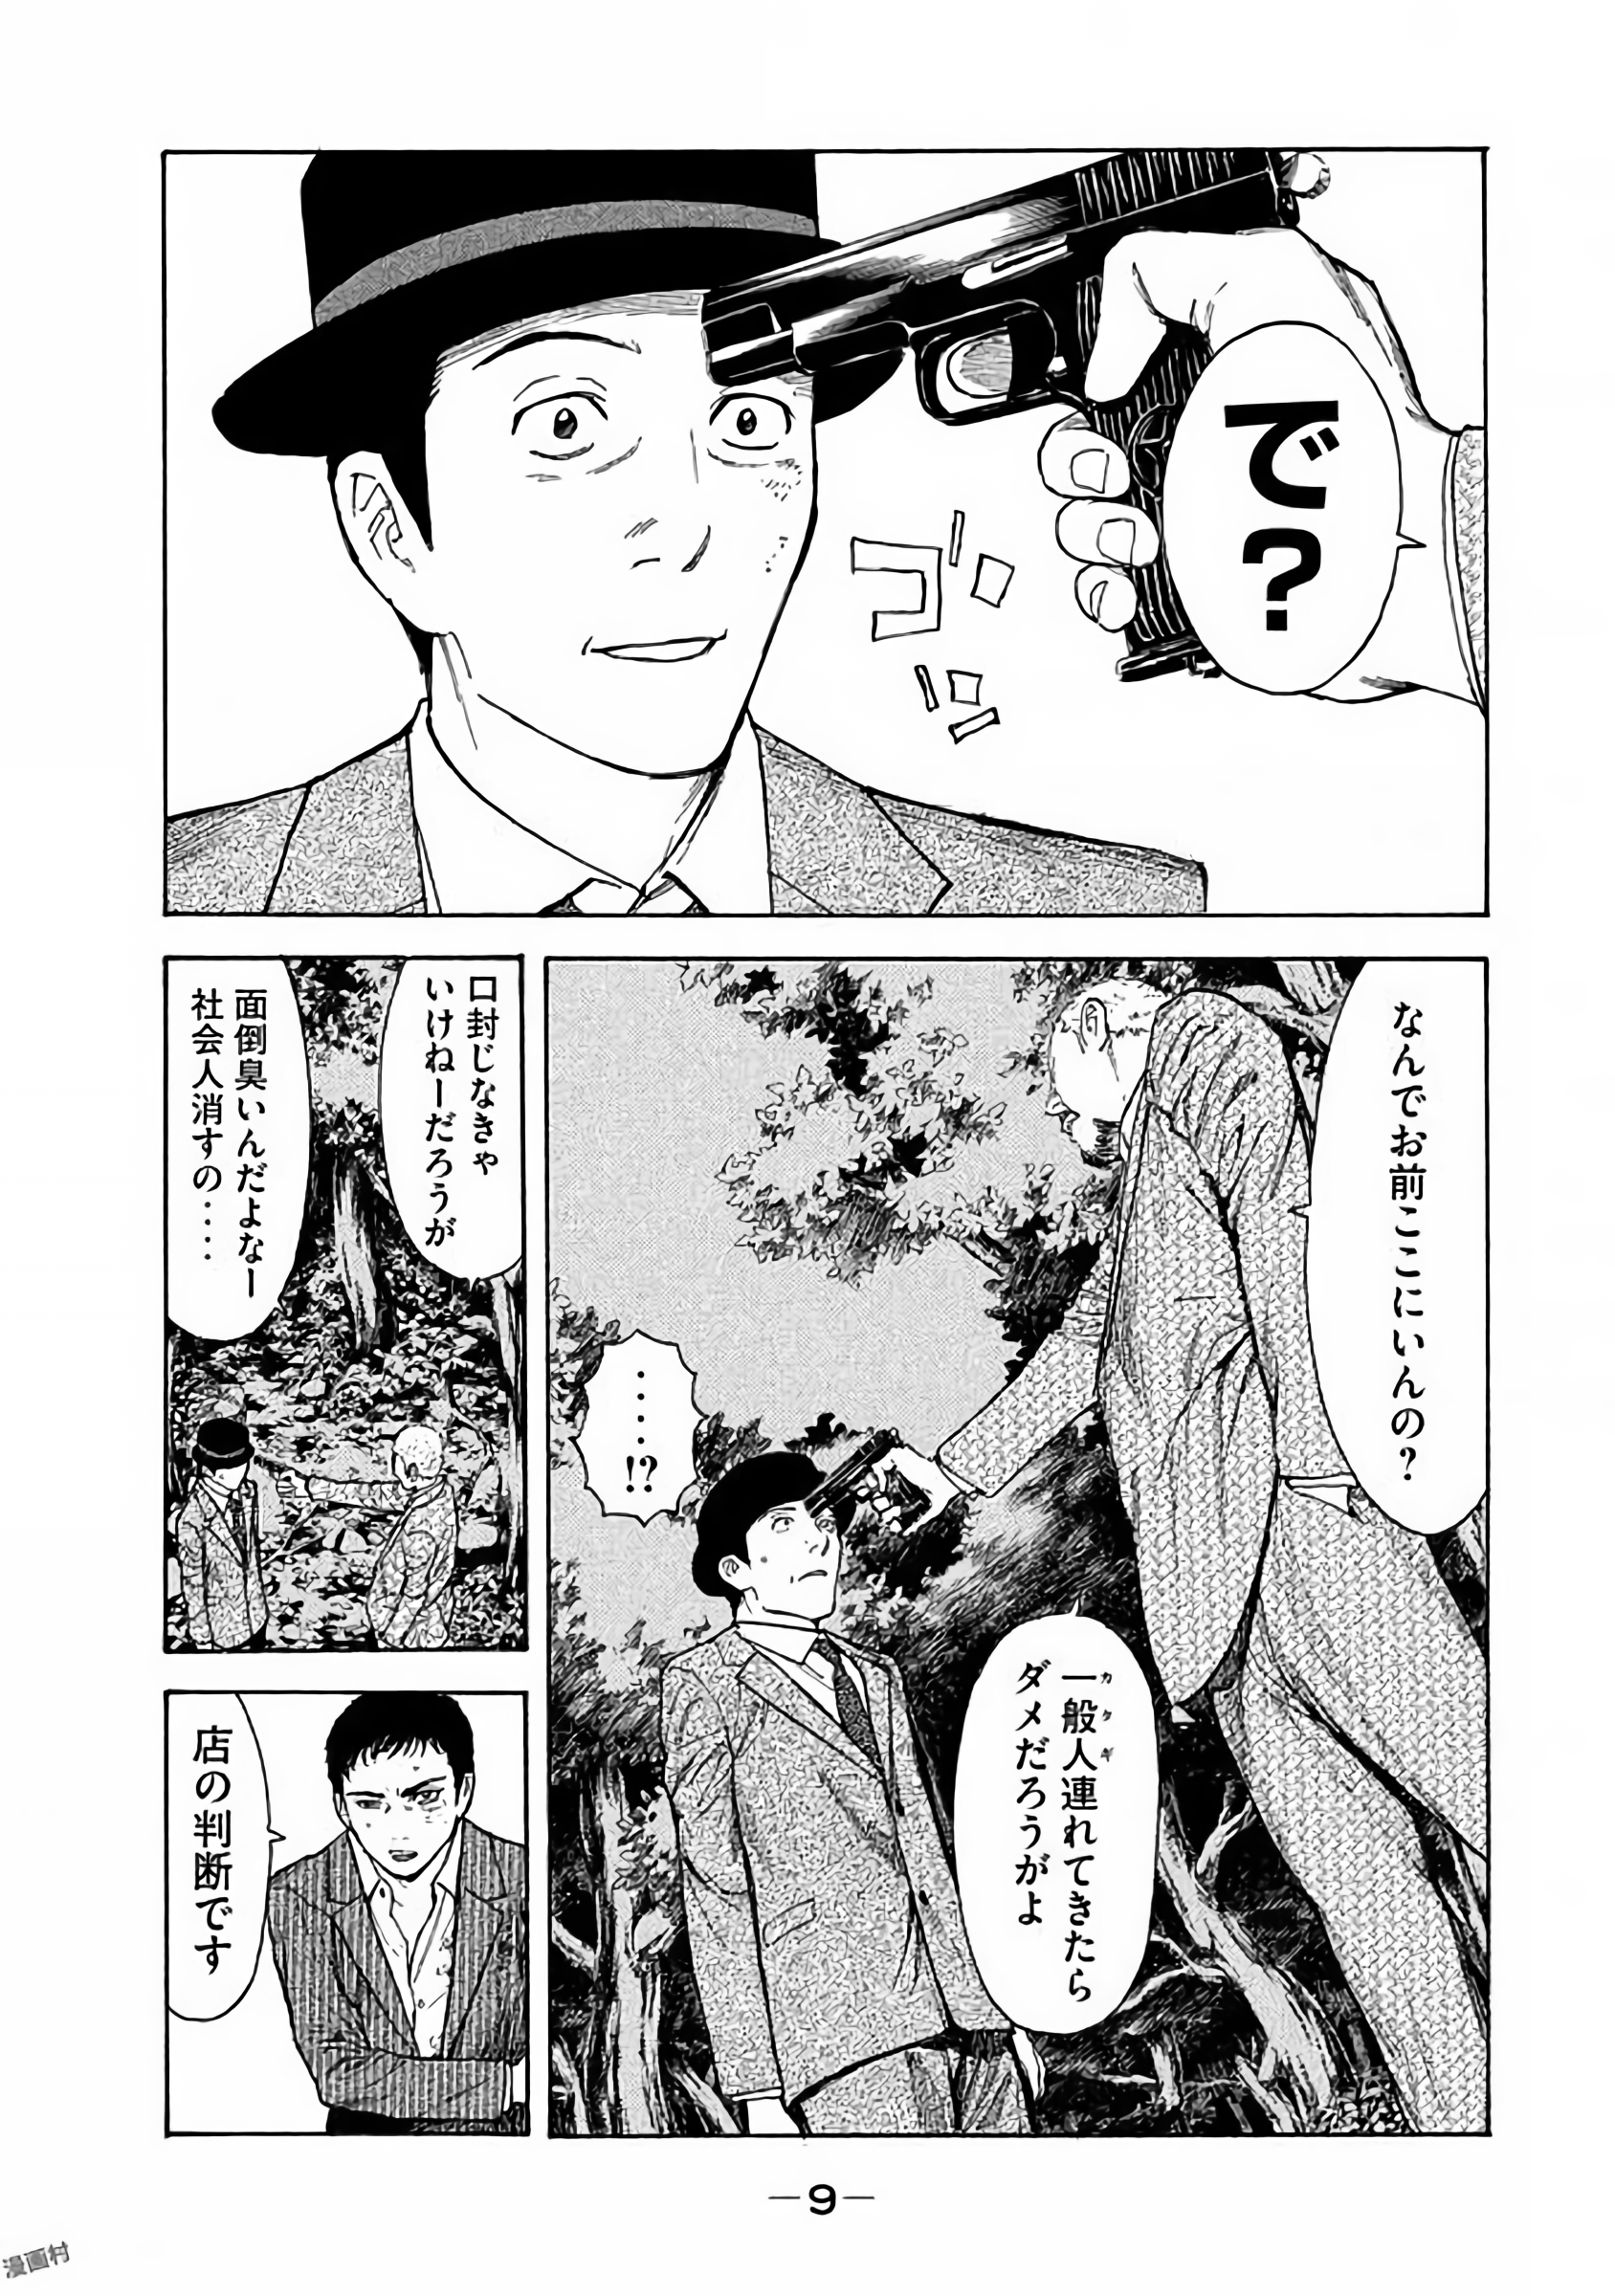 で？
ゴッ
なんでお前ここにいんの？
‥‥!?
一般人連れてきたら
カタギ
ダメだろうがよ
口封じなきゃ
いけねーだろうが
面倒臭いんだよなー
社会人消すの‥‥
店の判断です
—9—
漫画村